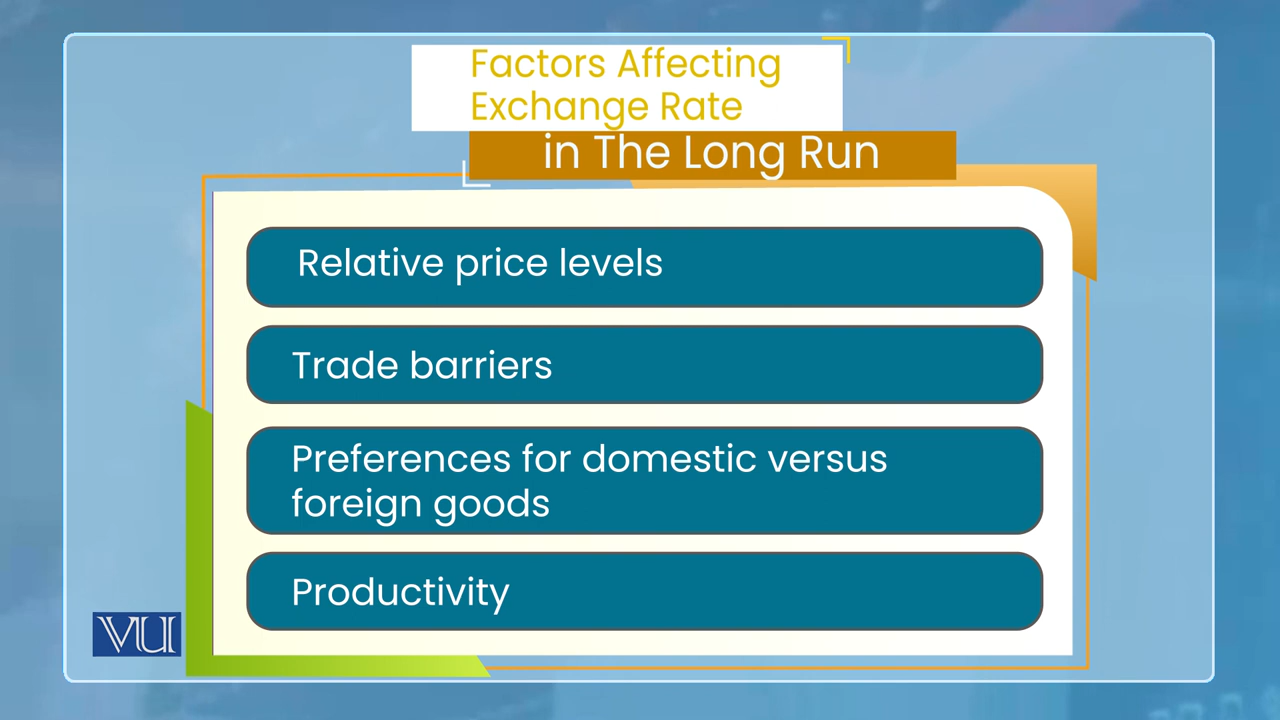 Factors Affecting
Exchange Rate
in The Long Run
Relative price levels
Trade barriers
Preferences for domestic versus
foreign goods
Productivity
VU